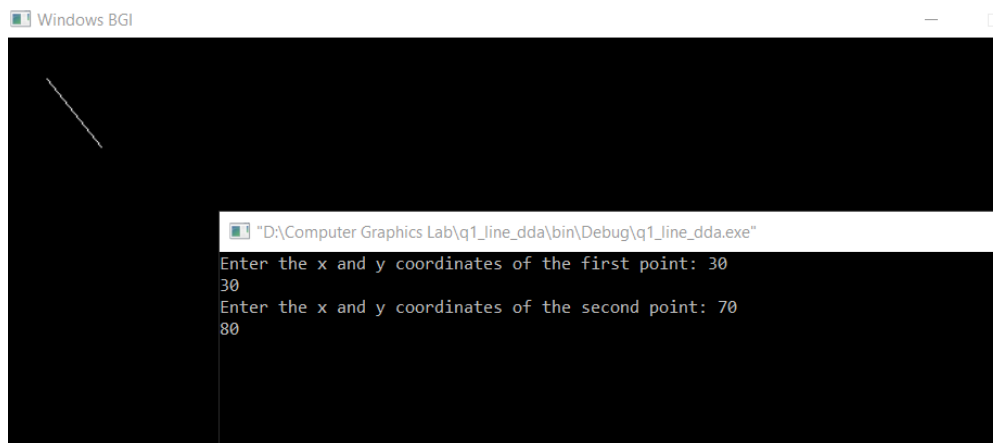 Windows BGI
"D:\Computer Graphics Lab\q1_line_dda\bin\Debug\q1_line_dda.exe"
Enter the x and y coordinates of the first point: 30
30
Enter the x and y coordinates of the second point: 70
80